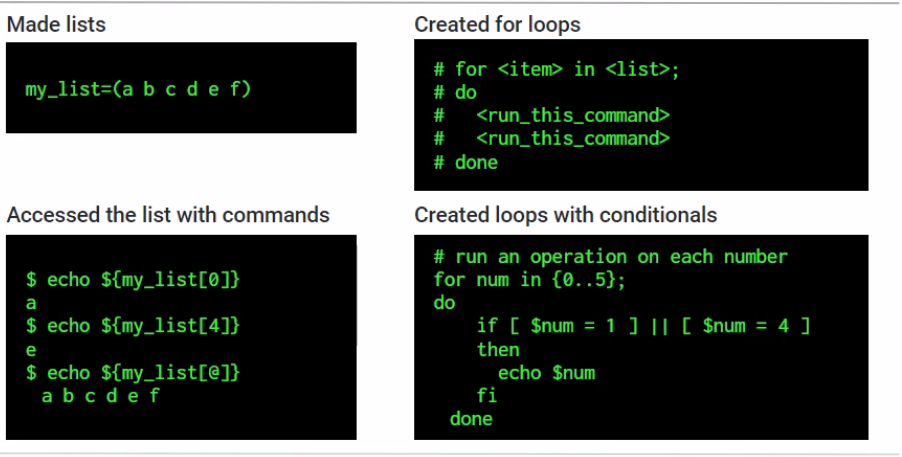 Made lists
my_list=(a b c d e f)
Created for loops
# for <item> in <list>;
# do
#   <run_this_command>
#   <run_this_command>
# done
Accessed the list with commands
$ echo ${my_list[0]}
a
$ echo ${my_list[4]}
e
$ echo ${my_list[@]}
 a b c d e f
Created loops with conditionals
# run an operation on each number
for num in {0..5};
do
    if [ $num = 1 ] || [ $num = 4 ]
    then
      echo $num
    fi
 done